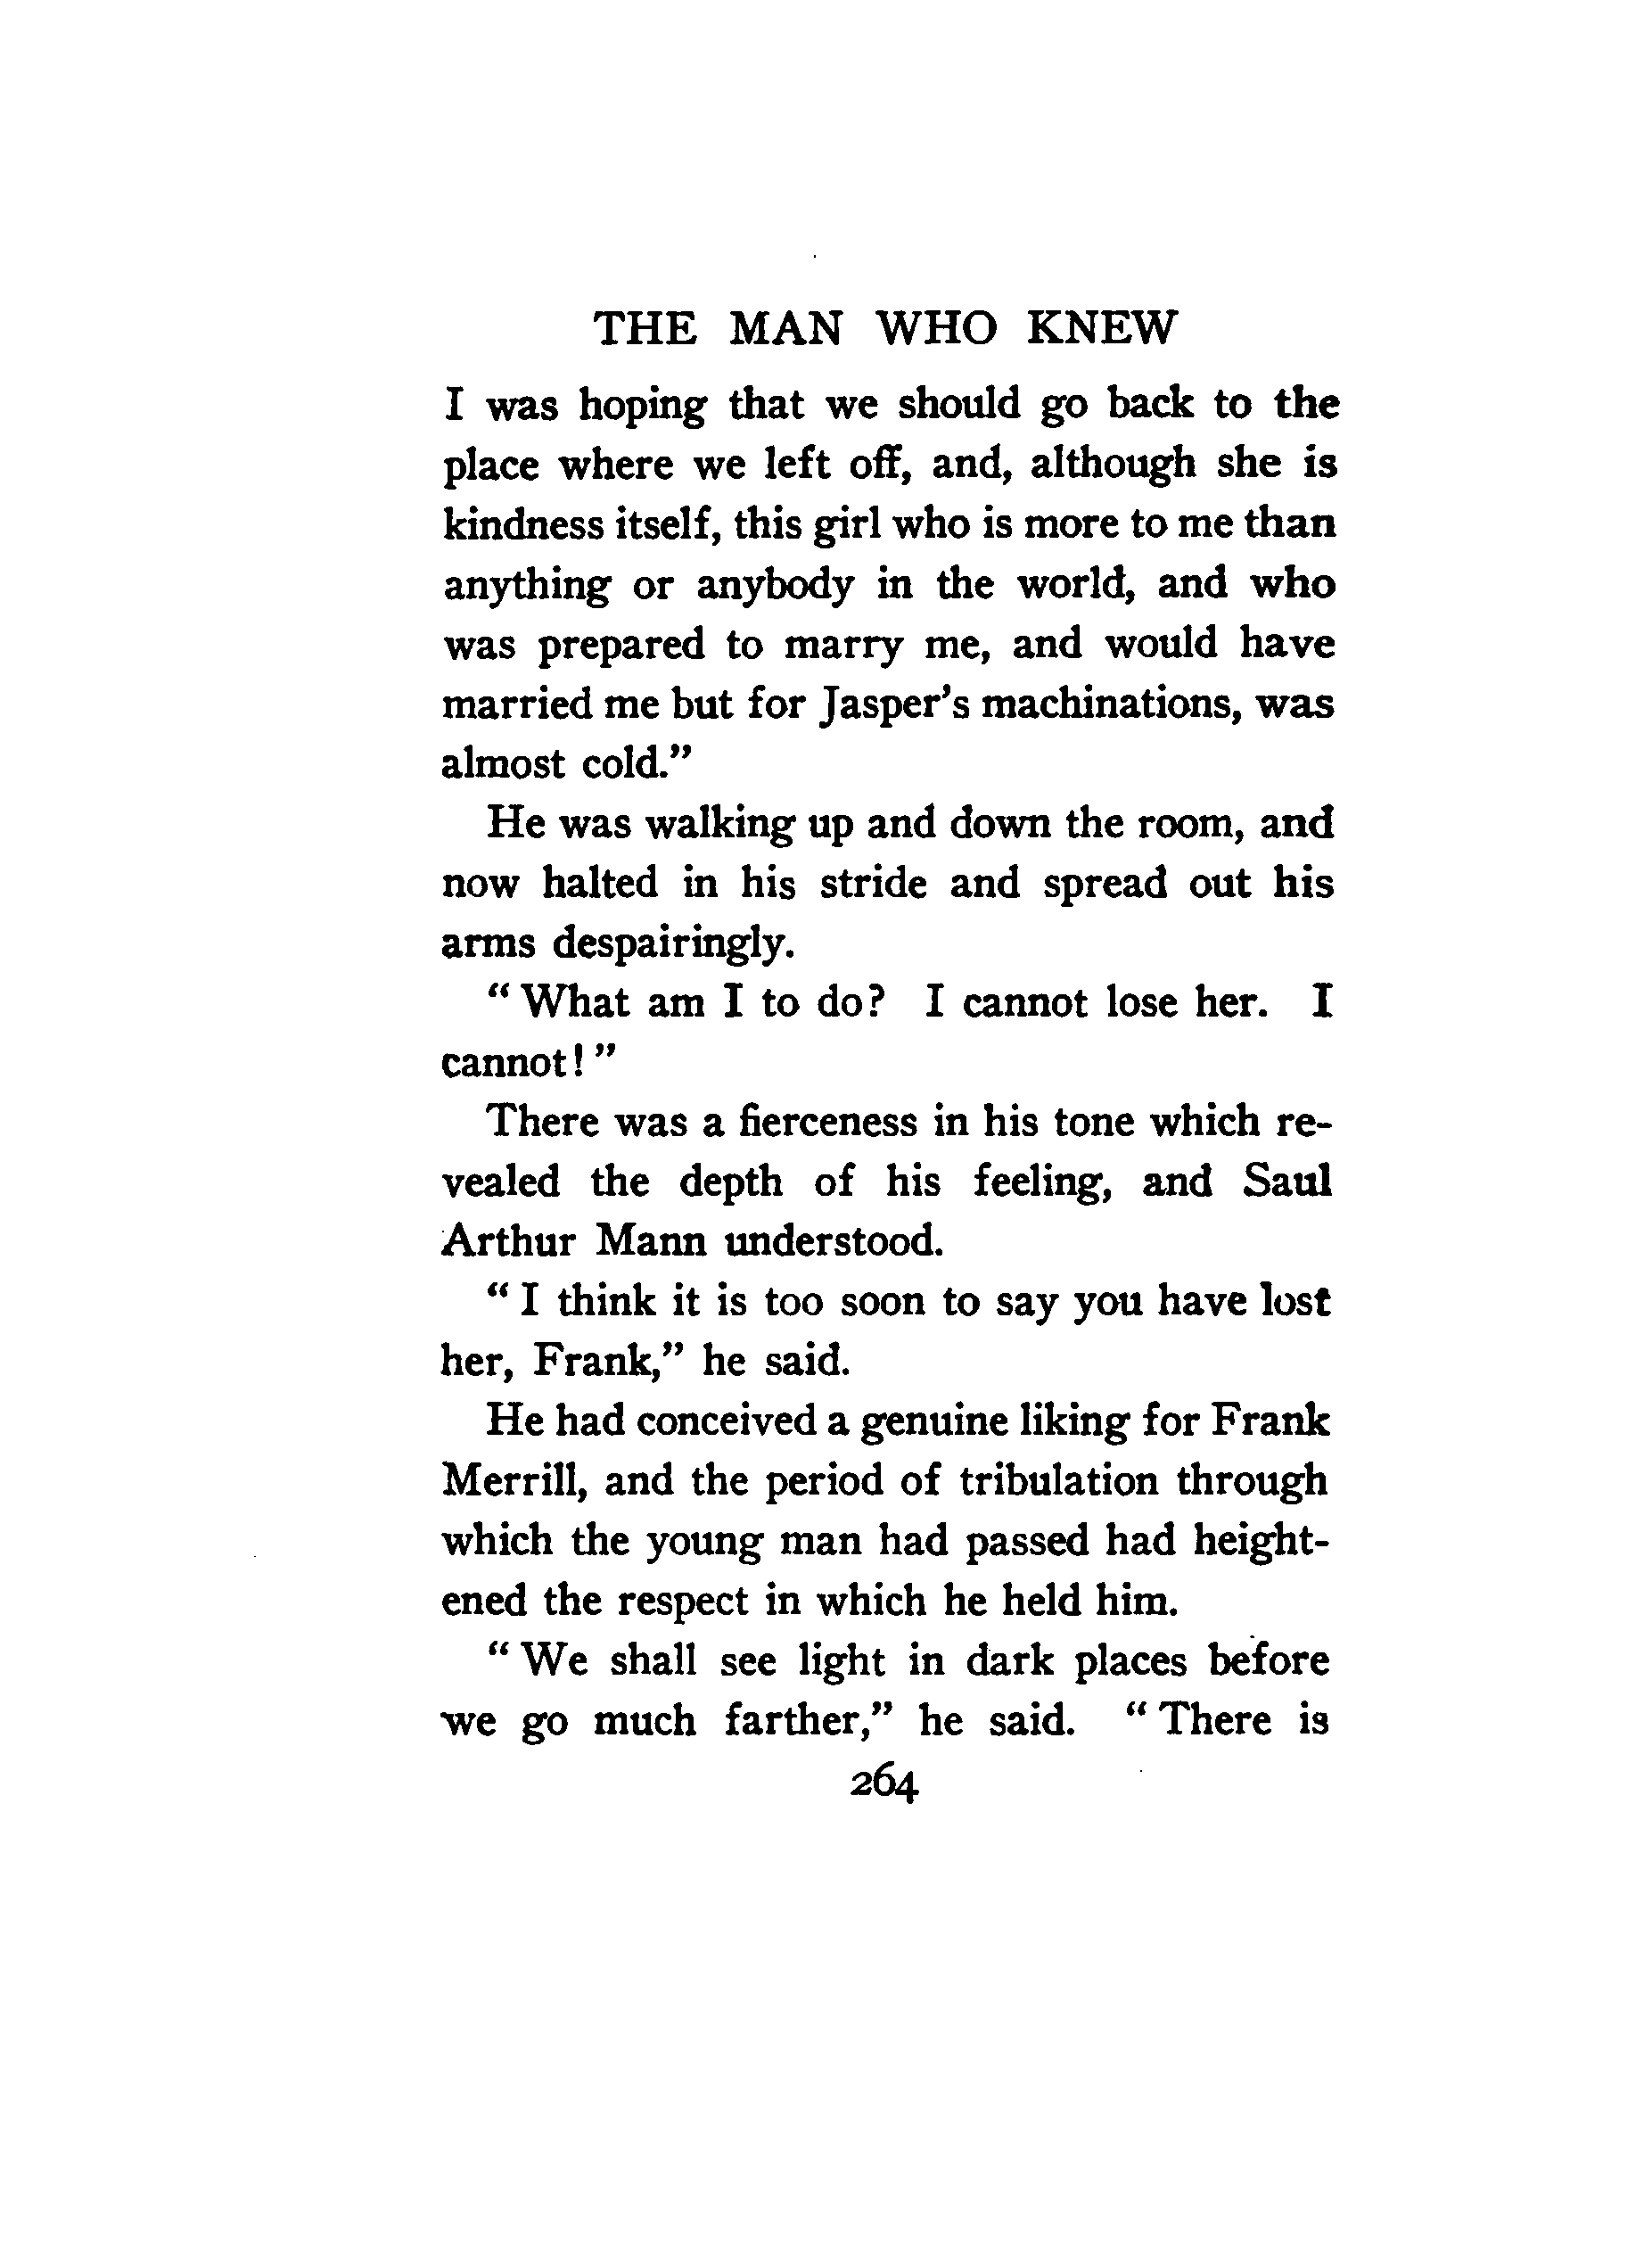 THE MAN WHO KNEW
I was hoping that we should go back to the
place where we left off, and, although she is
kindness itself, this girl who is more to me than
anything or anybody in the world, and who
was prepared to marry me, and would have
married me but for Jasper's machinations, was
almost cold."
He was walking up and down the room, and
now halted in his stride and spread out his
arms despairingly.
"What am I to do? I cannot lose her. I
cannot!"
There was a fierceness in his tone which re-
vealed the depth of his feeling, and Saul
Arthur Mann understood.
"I think it is too soon to say you have lost
her, Frank," he said.
He had conceived a genuine liking for Frank
Merrill, and the period of tribulation through
which the young man had passed had height-
ened the respect in which he held him.
"We shall see light in dark places before
we go much farther," he said. "There is
264